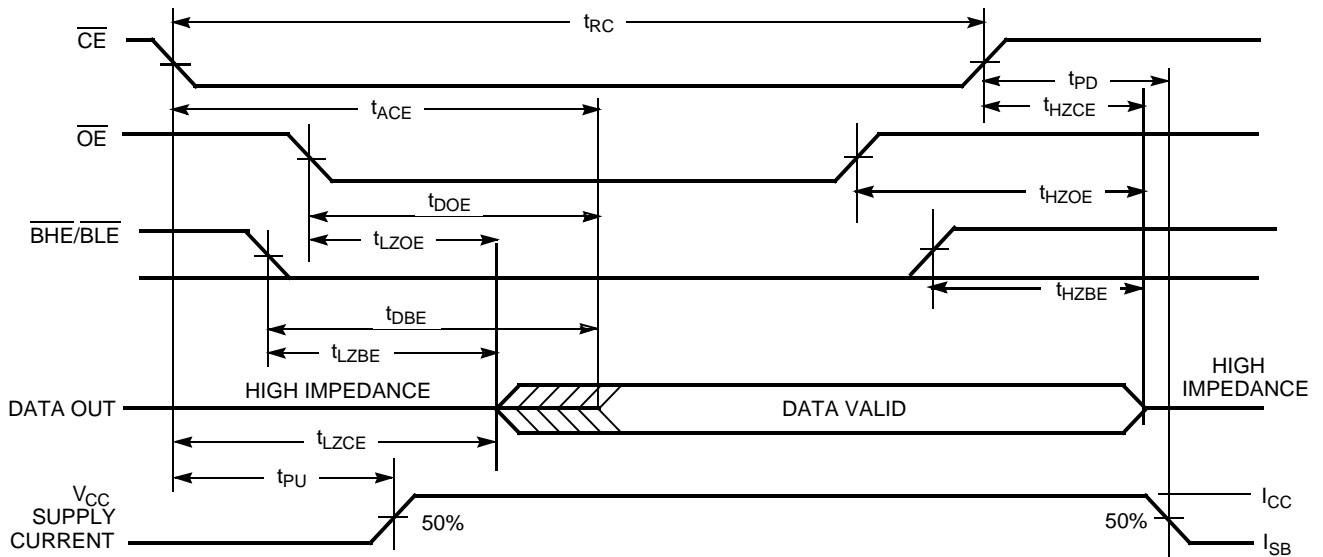 tRC
CE
tPD
tACE
tHZCE
OE
tDOE
tHZOE
BHE/BLE
tLZOE
tHZBE
tDBE
tLZBE
HIGH IMPEDANCE
HIGH
IMPEDANCE
DATA OUT
DATA VALID
tLZCE
tPU
VCC
SUPPLY
CURRENT
50%
50%
ICC
ISB